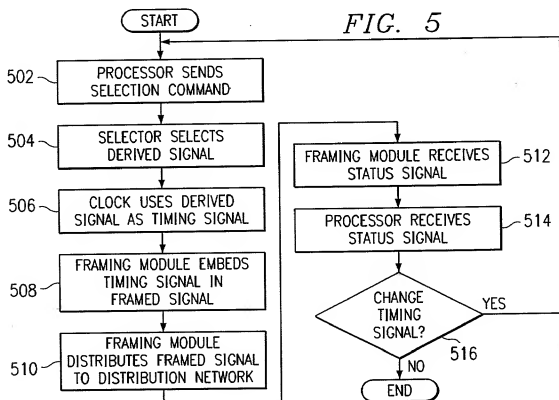 START
FIG. 5
502
PROCESSOR SENDS
SELECTION COMMAND
504
SELECTOR SELECTS
DERIVED SIGNAL
506
CLOCK USES DERIVED
SIGNAL AS TIMING SIGNAL
508
FRAMING MODULE EMBEDS
TIMING SIGNAL IN
FRAMED SIGNAL
510
FRAMING MODULE
DISTRIBUTES FRAMED SIGNAL
TO DISTRIBUTION NETWORK
FRAMING MODULE RECEIVES
STATUS SIGNAL
512
PROCESSOR RECEIVES
STATUS SIGNAL
514
CHANGE
TIMING
SIGNAL?
YES
516
NO
END